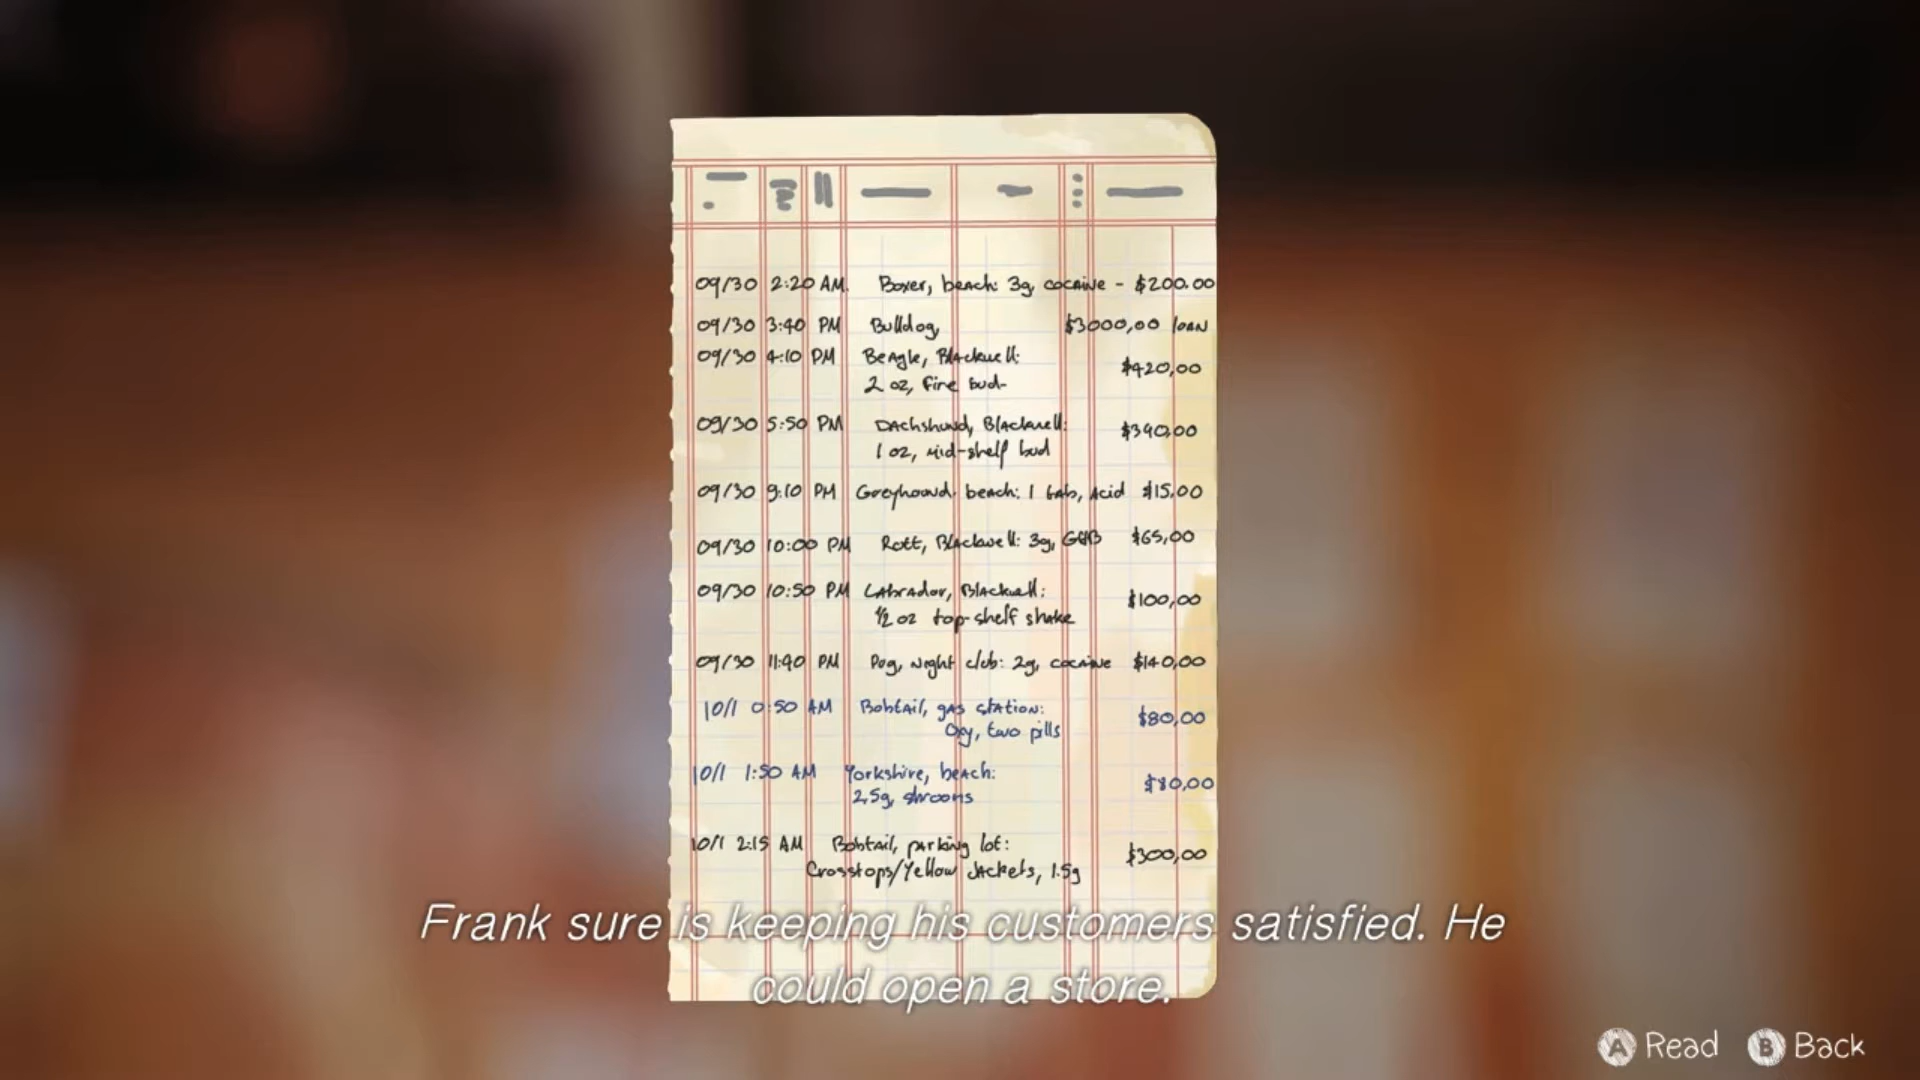 09/30 2:20 AM. Boxer, beach: 3g, cocaine - $200.00
09/30 3:40 PM Bulldog, $3000,00 loan
09/30 4:10 PM Beagle, Blackwell:
2 oz, fine bud- $420,00
09/30 5:50 PM Dachshund, Blackwell: $390,00
1 oz, mid-shelf bud
09/30 9:10 PM Greyhound, beach: 1 tab, acid $15.00
09/30 10:00 PM Rott, Blackwell: 3g, GHB $65,00
09/30 10:50 PM Labrador, Blackwell: $100,00
1/2 oz top-shelf shake
09/30 11:40 PM Pug, night club: 2g, cocaine $140,00
10/1 0:50 AM Bobtail, gas station: $80,00
Oxy, two pills
10/1 1:50 AM Yorkshire, beach: $80,00
2,5g, shrooms
10/1 2:15 AM Bobtail, parking lot: $300,00
Crosstops/Yellow Jackets, 1.5g
Frank sure is keeping his customers satisfied. He
could open a store.
A Read B Back